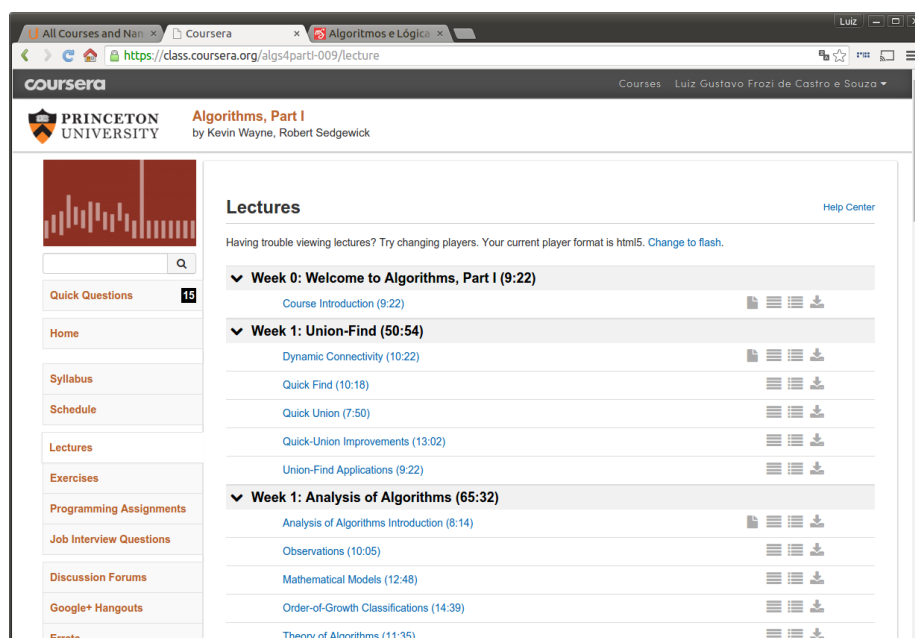 Luiz
All Courses and Nan
Coursera
Algoritmos e Lógica
https://class.coursera.org/algs4partI-009/lecture
coursera
Courses Luiz Gustavo Frozi de Castro e Souza
PRINCETON
UNIVERSITY
Algorithms, Part I
by Kevin Wayne, Robert Sedgewick
Lectures
Help Center
Having trouble viewing lectures? Try changing players. Your current player format is html5. Change to flash.
Quick Questions 15
Home
Syllabus
Schedule
Lectures
Exercises
Programming Assignments
Job Interview Questions
Discussion Forums
Google+ Hangouts
Errata
Week 0: Welcome to Algorithms, Part I (9:22)
Course Introduction (9:22)
Week 1: Union-Find (50:54)
Dynamic Connectivity (10:22)
Quick Find (10:18)
Quick Union (7:50)
Quick-Union Improvements (13:02)
Union-Find Applications (9:22)
Week 1: Analysis of Algorithms (65:32)
Analysis of Algorithms Introduction (8:14)
Observations (10:05)
Mathematical Models (12:48)
Order-of-Growth Classifications (14:39)
Theory of Algorithms (11:35)